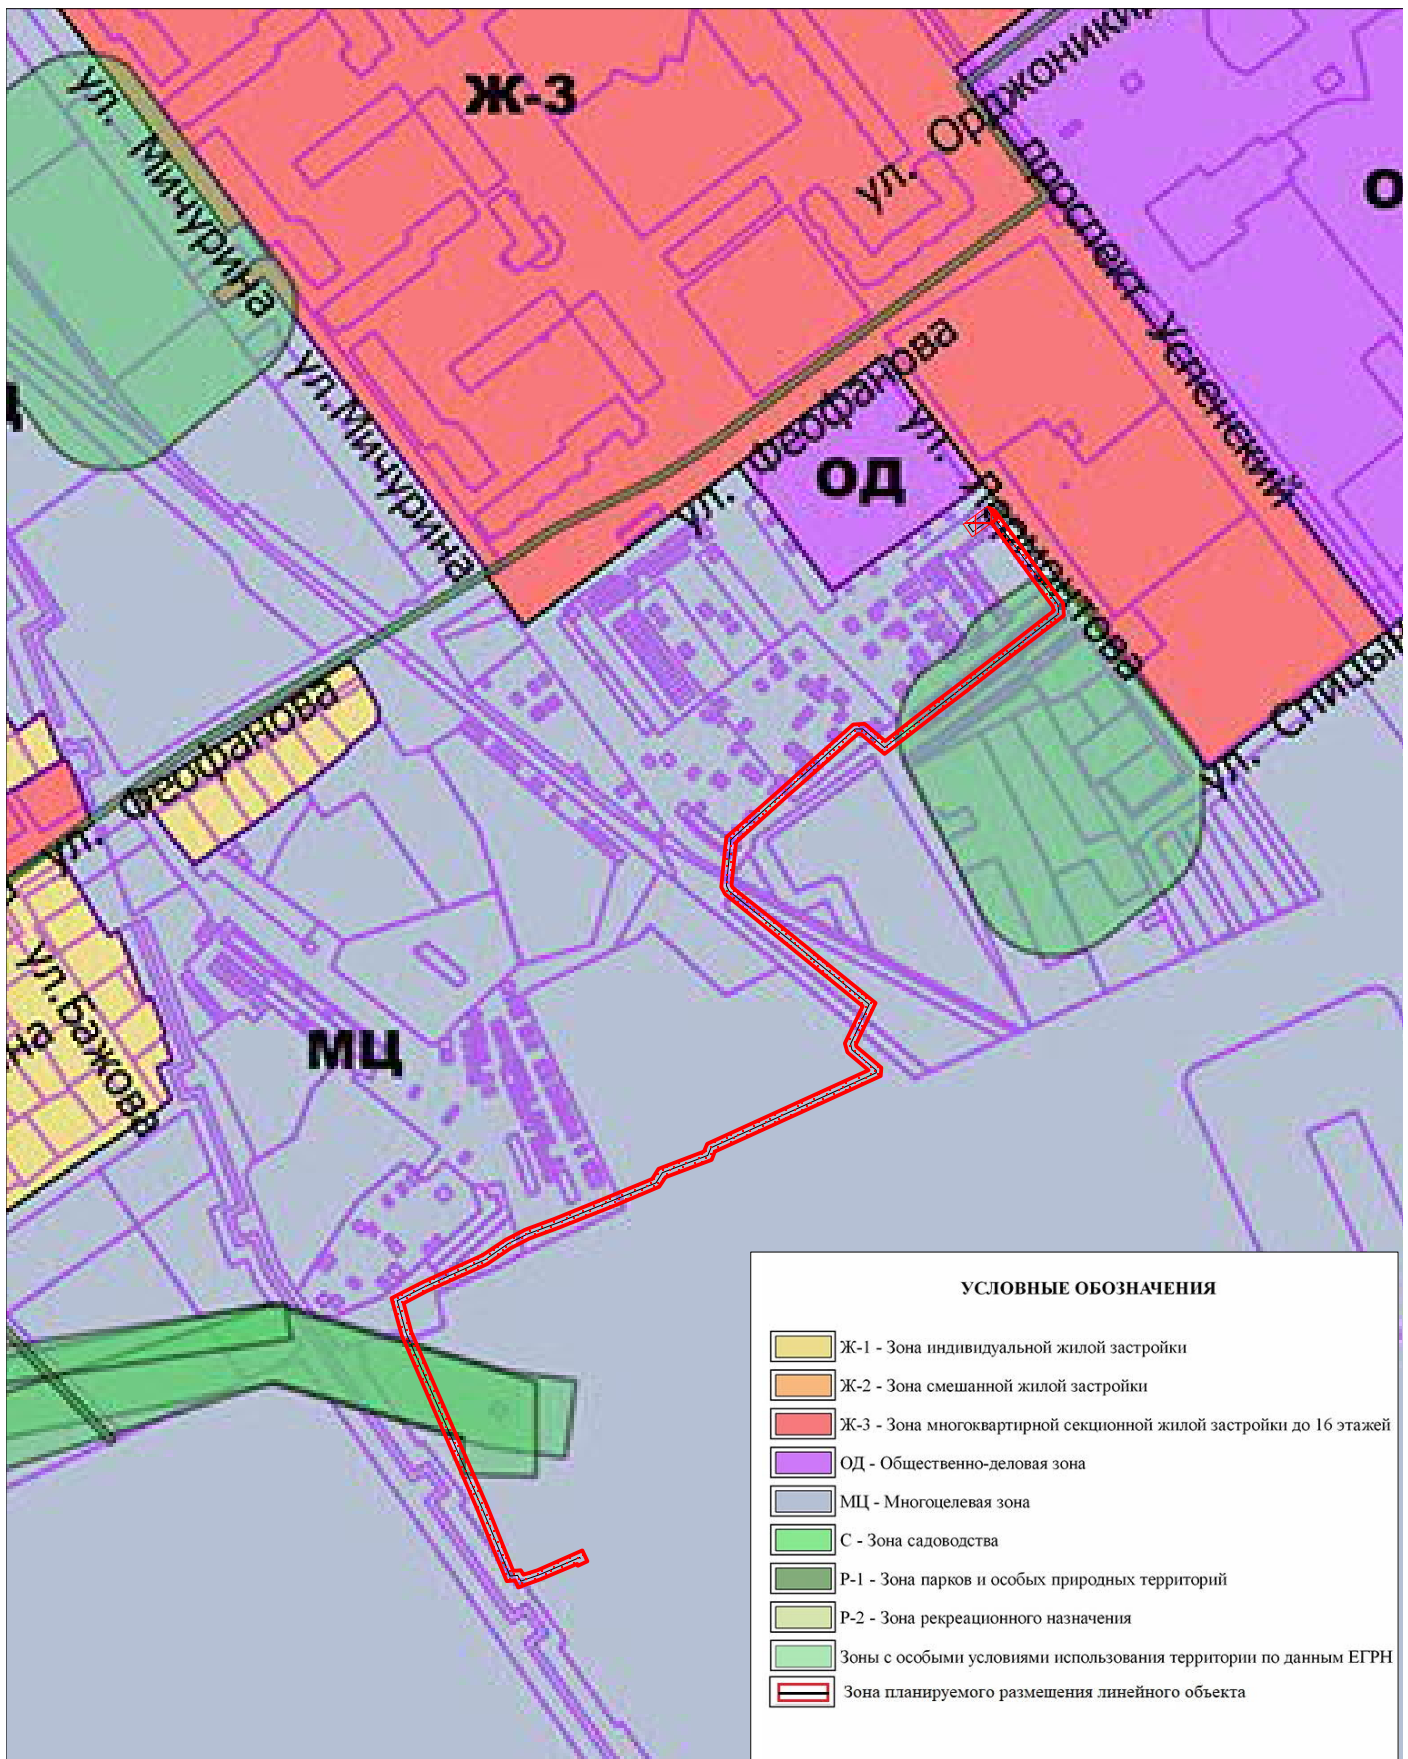 Ж-3
ул. Орджоники
ул. Мичурина
проспект Успенский
ул. Мичурина
ул. Феофанова
ОД
ул.
ул. Спицын
ул. Феофанова
ул. Бажова
на
МЦ
УСЛОВНЫЕ ОБОЗНАЧЕНИЯ
Ж-1 - Зона индивидуальной жилой застройки
Ж-2 - Зона смешанной жилой застройки
Ж-3 - Зона многоквартирной секционной жилой застройки до 16 этажей
ОД - Общественно-деловая зона
МЦ - Многоцелевая зона
С - Зона садоводства
Р-1 - Зона парков и особых природных территорий
Р-2 - Зона рекреационного назначения
Зоны с особыми условиями использования территории по данным ЕГРН
Зона планируемого размещения линейного объекта